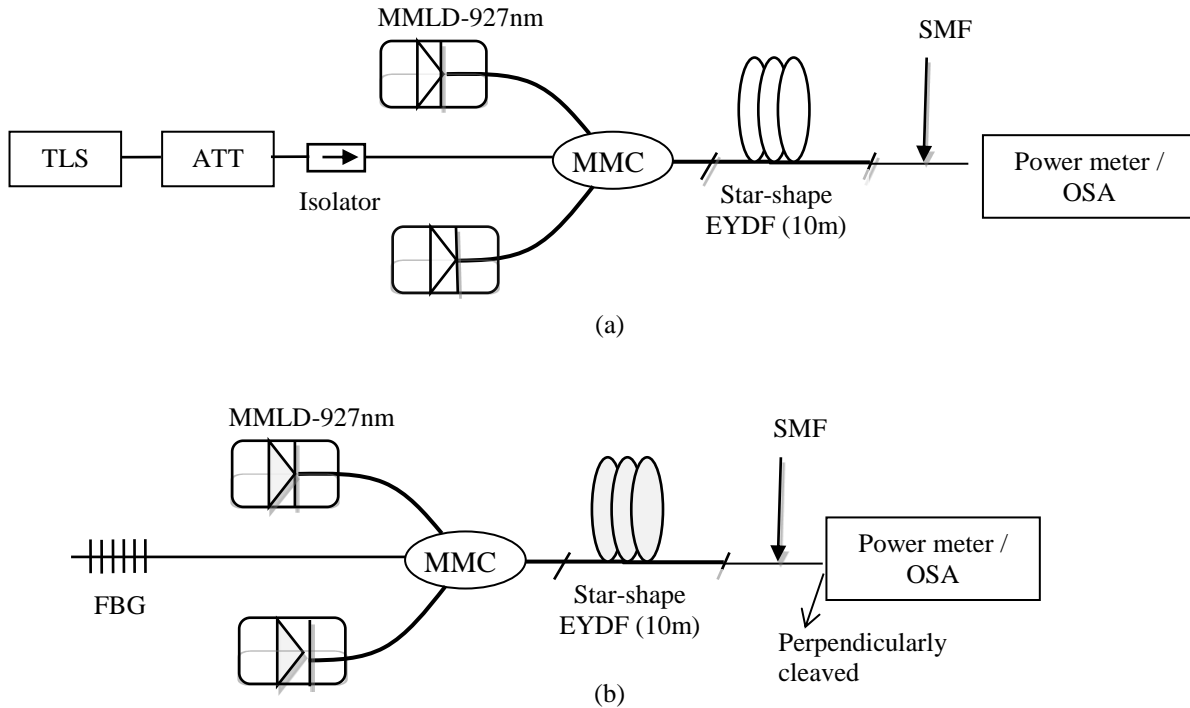 MMLD-927nm
SMF
TLS
ATT
MMC
Power meter /
OSA
Isolator
Star-shape
EYDF (10m)
(a)
MMLD-927nm
SMF
MMC
Power meter /
OSA
FBG
Star-shape
EYDF (10m)
Perpendicularly
cleaved
(b)